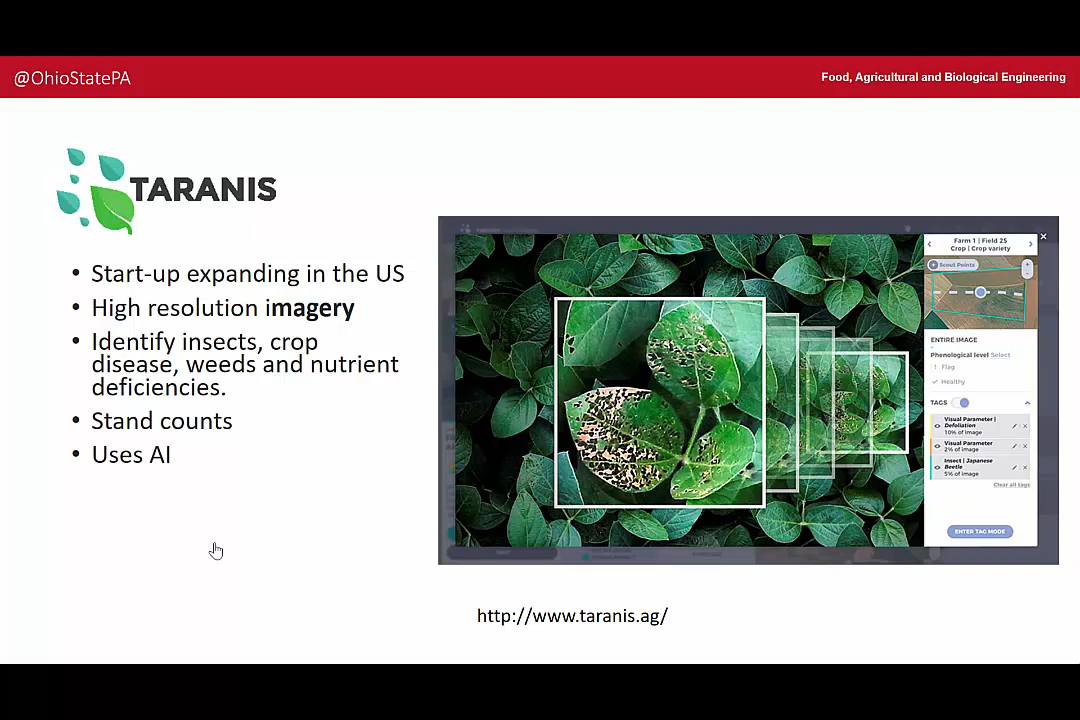 @OhioStatePA
Food, Agricultural and Biological Engineering
TARANIS
• Start-up expanding in the US
• High resolution imagery
• Identify insects, crop
disease, weeds and nutrient
deficiencies.
• Stand counts
• Uses AI
Farm 1 | Field 25
Crop | Crop variety
Scout Points
ENTIRE IMAGE
Phenological level Select
Flag
Healthy
TAGS
Visual Parameter |
Defoliation
10% of image
Visual Parameter
2% of image
Insect | Japanese
Beetle
5% of image
Clear all tags
ENTER TAG MODE
http://www.taranis.ag/